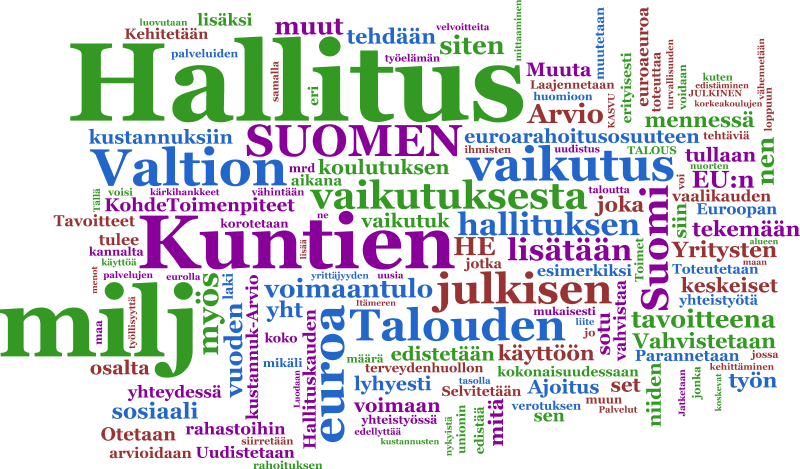 luovutaan
lisäksi
muut
velvoitteita
mittaaminen
Kehitetään
tehdään
siten
palveluiden
työelämän
samalla
eri
Hallitus
Muuta
muutetaan
erityisesti
euroaeuroa
toteuttaa
turvallisuuden
voidaan
kuten
edistäminen
JULKINEN
korkeakoulujen
vähennetään
loppuun
Laajennetaan
huomioon
KASVU
Arvio
mennessä
kustannuksiin
SUOMEN
euroarahoitusosuuteen
tehtäviä
nen
ihmisten
uudistus
TALOUS
tullaan
nuorten
Valtion
mrd
koulutuksen
aikana
vaikutus
voi
EU:n
Tällä
voisi
kärkihankkeet
vähintään
vaikutuksesta
taloutta
joka
Suomi
siin
vaalikauden
Europan
KohdeToimenpiteet
Tavoitteet
korotetaan
ne
vaikutuk
hallituksen
tekemään
tulee
kannalta
käyttöä
Kuntien
lisää
HE
jotka
lisätään
Toimet
Yritysten
alueen
maan
menot
palvelujen
eurolla
yrittäjyyden
uusia
esimerkiksi
Toteutetaan
milj
myös
laki
voimaantulo
julkisen
keskeiset
yhteistyötä
työllisyyttä
maa
vuoden
kustannuk-Arvio
yht
Itämeren
mukaisesti
sotu
vahvistaa
tavoitteena
koko
Hallituskauden
euroa
Talouden
liite
jo
Vahvistetaan
osalta
mikäli
määrä
edistetään
käyttöön
Parannetaan
jossa
terveydenhuollon
kokonaisuudessaan
kehittäminen
yhteydessä
Luodaan
lyhyesti
tasolla
Selvitetään
Ajoitus
set
niiden
Jatketaan
jonka
koskevat
työn
sosiaali
voimaan
verotuksen
muun
Palvelut
Otetaan
rahastoihin
yhteistyössä
nykyistä
unionin
edistää
mitä
sen
arvioidaan
siirretään
edellyttää
kustannusten
Uudistetaan
rahoituksen